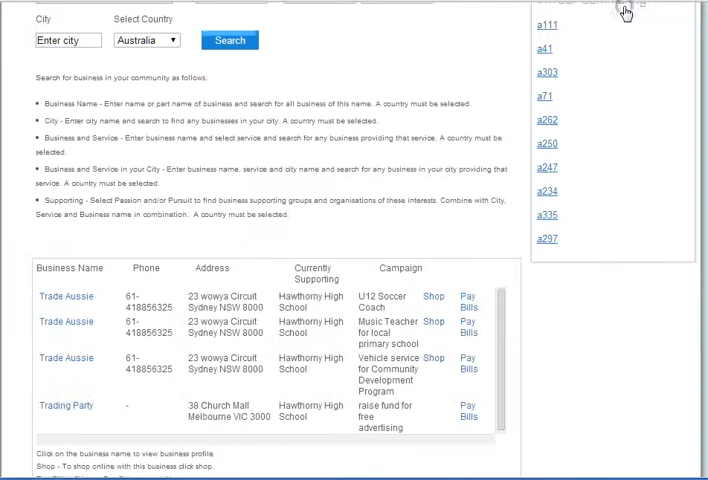 City Select Country
Enter city Australia Search
Search for business in your community as follows:
• Business Name - Enter name or part name of business and search for all business of this name. A country must be selected.
• City - Enter city name and search to find any businesses in your city. A country must be selected.
• Business and Service - Enter business name and select service and search for any business providing that service. A country must be
selected.
• Business and Service in your City - Enter business name, service and city name and search for any business in your city providing that
service. A country must be selected.
• Supporting - Select Passion and/or Pursuit to find business supporting groups and organisations of these interests. Combine with City,
Service and Business name in combination. A country must be selected.
Business Name Phone Address Currently Campaign
Supporting
Trade Aussie 61- 23 wowya Circuit Hawthorny High U12 Soccer Shop Pay
418856325 Sydney NSW 8000 School Coach Bills
Trade Aussie 61- 23 wowya Circuit Hawthorny High Music Teacher Shop Pay
418856325 Sydney NSW 8000 School for local Bills
primary school
Trade Aussie 61- 23 wowya Circuit Hawthorny High Vehicle service Shop Pay
418856325 Sydney NSW 8000 School for Community Bills
Development
Program
Trading Party - 38 Church Mall Hawthorny High raise fund for Pay
Melbourne VIC 3000 School free Bills
advertising
Click on the business name to view business profile
Shop - To shop online with this business click shop.
a111
a41
a303
a71
a262
a250
a247
a234
a335
a297